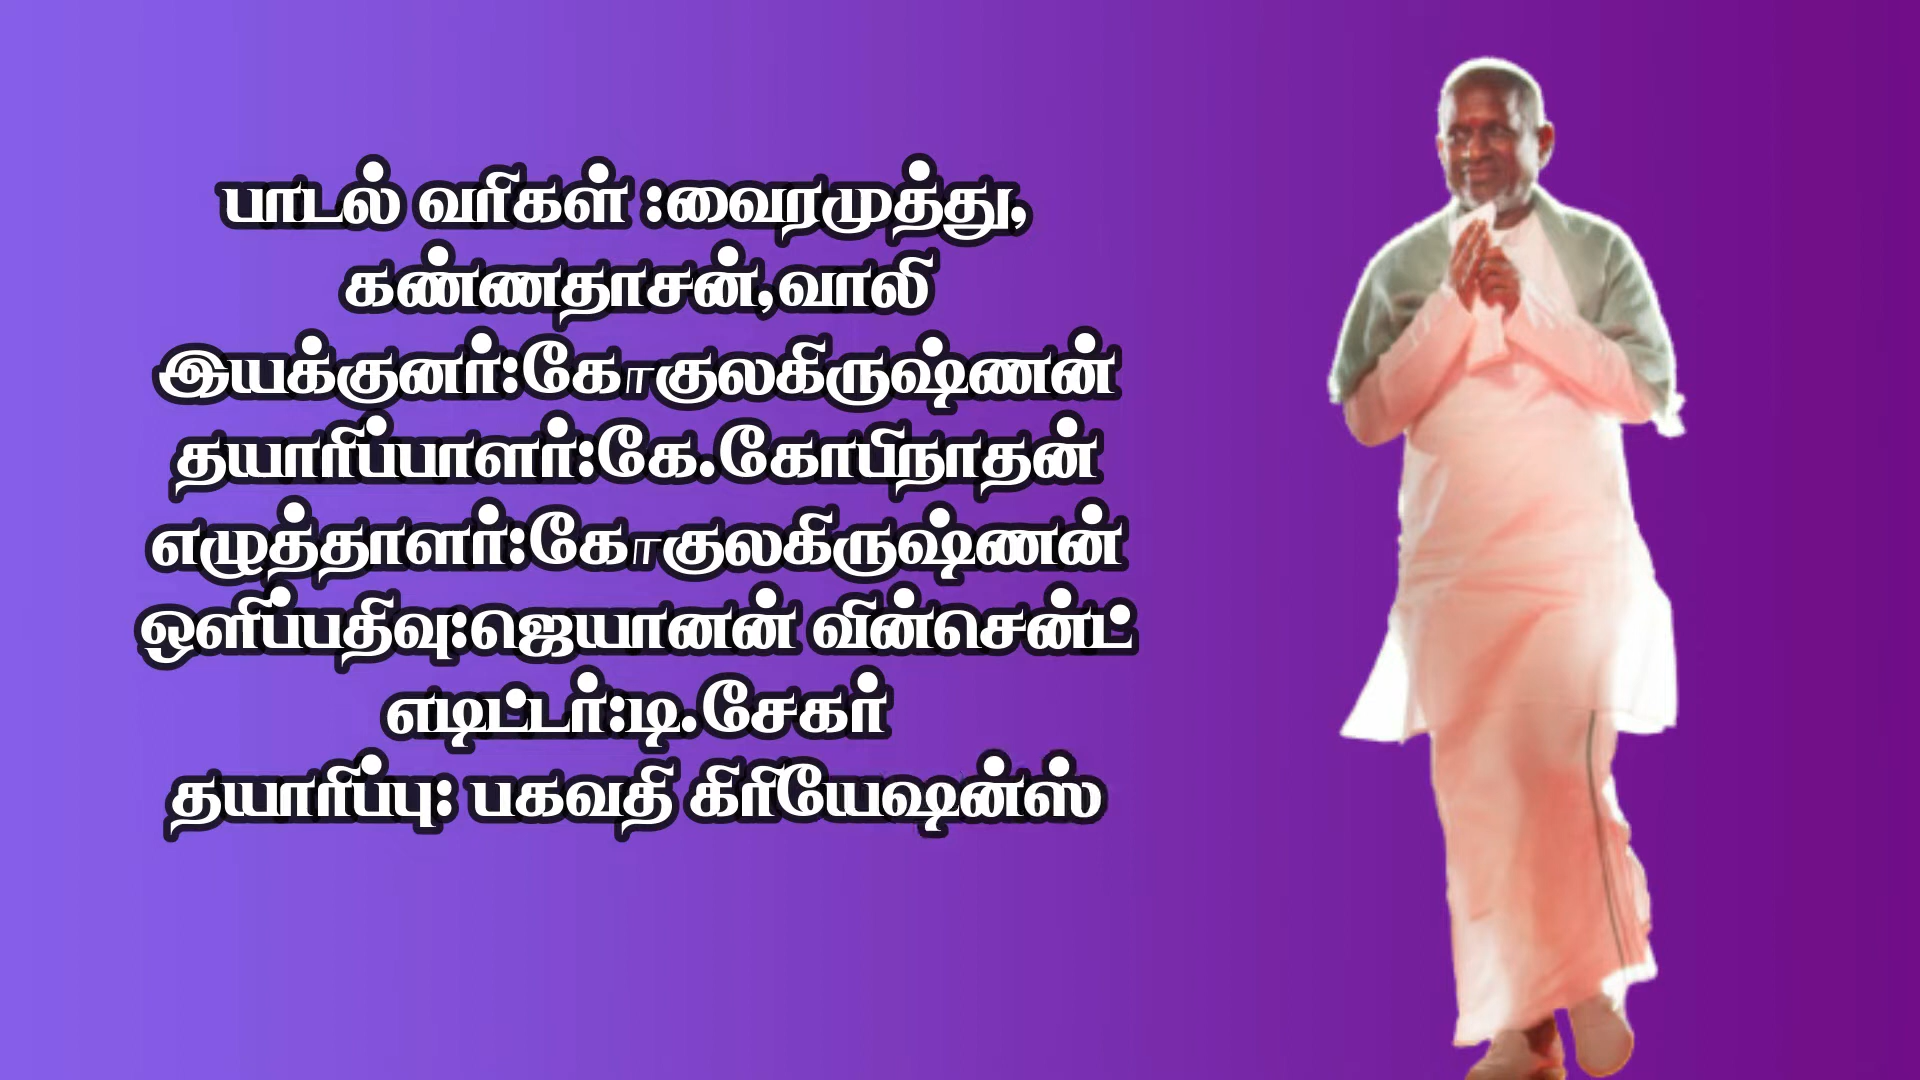 பாடல் வரிகள் :வைரமுத்து,
கண்ணதாசன்,வாலி
இயக்குனர்:கோகுலகிருஷ்ணன்
தயாரிப்பாளர்:கே.கோபிநாதன்
எழுத்தாளர்:கோகுலகிருஷ்ணன்
ஒளிப்பதிவு:ஜெயானன் வின்சென்ட்
எடிட்டர்:டி.சேகர்
தயாரிப்பு: பகவதி கிரியேஷன்ஸ்